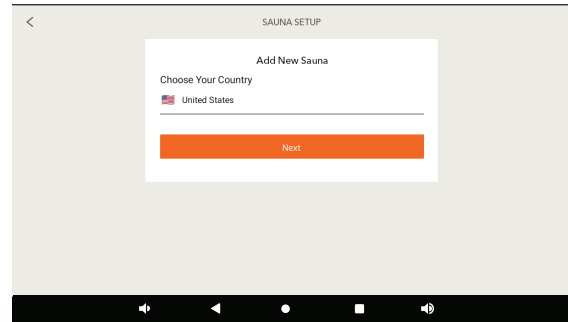 SAUNA SETUP
Add New Sauna
Choose Your Country
United States
Next